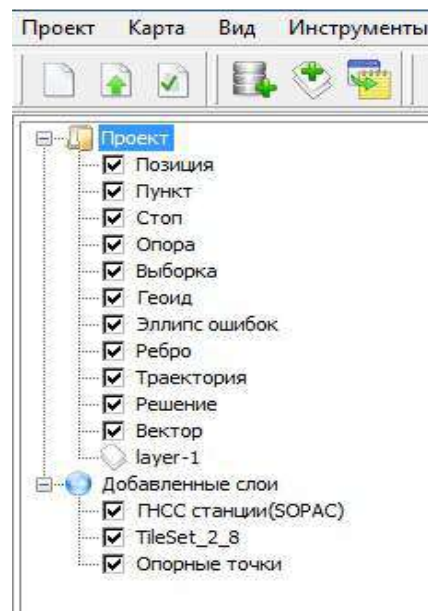 Проект Карта Вид Инструменты
Проект
Позиция
Пункт
Стоп
Опора
Выборка
Геоид
Эллипс ошибок
Ребро
Траектория
Решение
Вектор
layer-1
Добавленные слои
ГНСС станции(SOPAC)
TileSet_2_8
Опорные точки